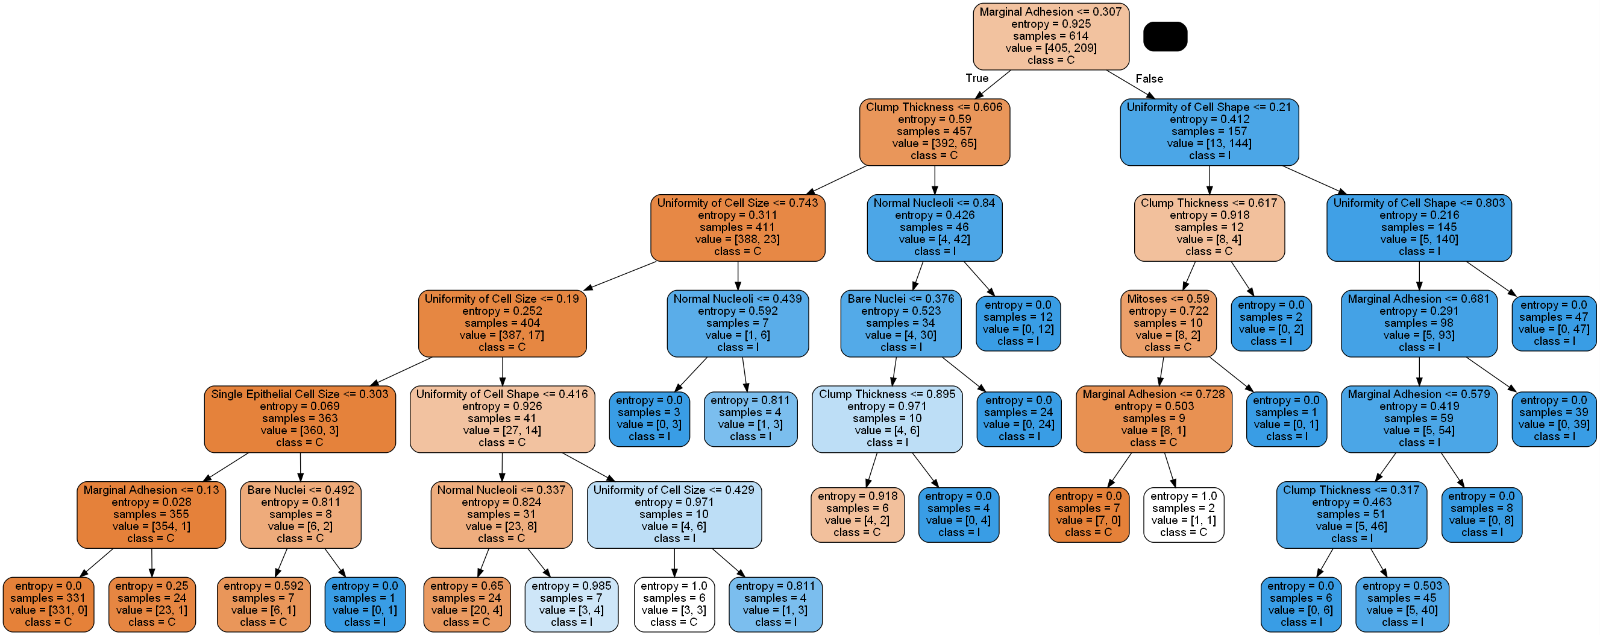 Marginal Adhesion <= 0.307
entropy = 0.925
samples = 614
value = [405, 209]
class = C
True
False
Clump Thickness <= 0.606
entropy = 0.59
samples = 457
value = [392, 65]
class = C
Uniformity of Cell Shape <= 0.21
entropy = 0.412
samples = 157
value = [13, 144]
class = I
Uniformity of Cell Size <= 0.743
entropy = 0.311
samples = 411
value = [388, 23]
class = C
Normal Nucleoli <= 0.84
entropy = 0.426
samples = 46
value = [4, 42]
class = I
Clump Thickness <= 0.617
entropy = 0.918
samples = 12
value = [8, 4]
class = C
Uniformity of Cell Shape <= 0.803
entropy = 0.216
samples = 145
value = [5, 140]
class = I
Uniformity of Cell Size <= 0.19
entropy = 0.252
samples = 404
value = [387, 17]
class = C
Normal Nucleoli <= 0.439
entropy = 0.592
samples = 7
value = [1, 6]
class = I
Bare Nuclei <= 0.376
entropy = 0.523
samples = 34
value = [4, 30]
class = I
entropy = 0.0
samples = 12
value = [0, 12]
class = I
Mitoses <= 0.59
entropy = 0.722
samples = 10
value = [8, 2]
class = C
entropy = 0.0
samples = 2
value = [0, 2]
class = I
Marginal Adhesion <= 0.681
entropy = 0.291
samples = 98
value = [5, 93]
class = I
entropy = 0.0
samples = 47
value = [0, 47]
class = I
Single Epithelial Cell Size <= 0.303
entropy = 0.069
samples = 363
value = [360, 3]
class = C
Uniformity of Cell Shape <= 0.416
entropy = 0.926
samples = 41
value = [27, 14]
class = C
entropy = 0.0
samples = 3
value = [0, 3]
class = I
entropy = 0.811
samples = 4
value = [1, 3]
class = I
Clump Thickness <= 0.895
entropy = 0.971
samples = 10
value = [4, 6]
class = I
entropy = 0.0
samples = 24
value = [0, 24]
class = I
Marginal Adhesion <= 0.728
entropy = 0.503
samples = 9
value = [8, 1]
class = C
entropy = 0.0
samples = 1
value = [0, 1]
class = I
Marginal Adhesion <= 0.579
entropy = 0.419
samples = 59
value = [5, 54]
class = I
entropy = 0.0
samples = 39
value = [0, 39]
class = I
Marginal Adhesion <= 0.13
entropy = 0.028
samples = 355
value = [354, 1]
class = C
Bare Nuclei <= 0.492
entropy = 0.811
samples = 8
value = [6, 2]
class = C
Normal Nucleoli <= 0.337
entropy = 0.824
samples = 31
value = [23, 8]
class = C
Uniformity of Cell Size <= 0.429
entropy = 0.971
samples = 10
value = [4, 6]
class = I
entropy = 0.918
samples = 6
value = [4, 2]
class = C
entropy = 0.0
samples = 4
value = [0, 4]
class = I
entropy = 0.0
samples = 7
value = [7, 0]
class = C
entropy = 1.0
samples = 2
value = [1, 1]
class = C
Clump Thickness <= 0.317
entropy = 0.463
samples = 51
value = [5, 46]
class = I
entropy = 0.0
samples = 8
value = [0, 8]
class = I
entropy = 0.0
samples = 331
value = [331, 0]
class = C
entropy = 0.25
samples = 24
value = [23, 1]
class = C
entropy = 0.592
samples = 7
value = [6, 1]
class = C
entropy = 0.0
samples = 1
value = [0, 1]
class = I
entropy = 0.65
samples = 24
value = [20, 4]
class = C
entropy = 0.985
samples = 7
value = [3, 4]
class = I
entropy = 1.0
samples = 6
value = [3, 3]
class = C
entropy = 0.811
samples = 4
value = [1, 3]
class = I
entropy = 0.0
samples = 6
value = [0, 6]
class = I
entropy = 0.503
samples = 45
value = [5, 40]
class = I